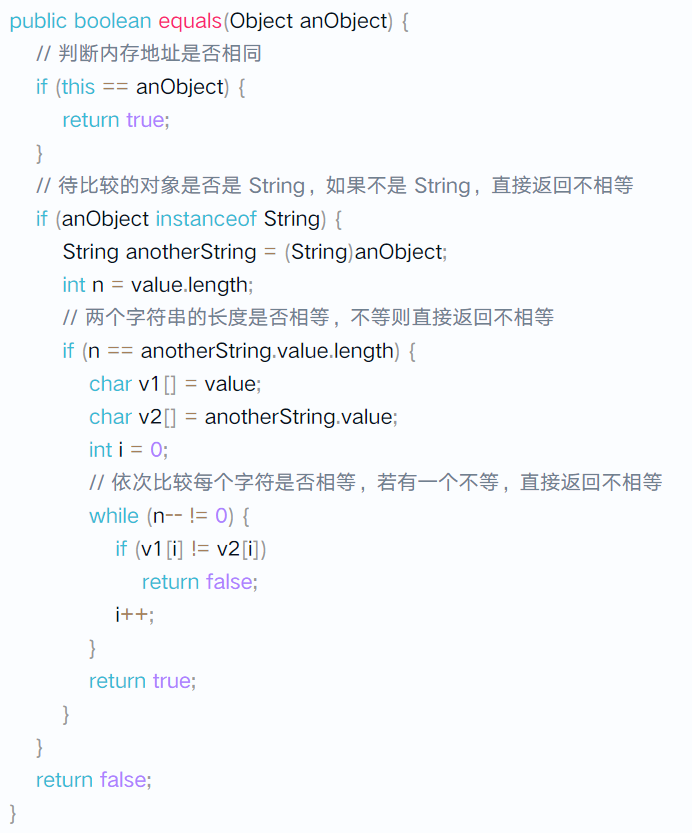 public boolean equals(Object anObject) {
    // 判断内存地址是否相同
    if (this == anObject) {
        return true;
    }
    // 待比较的对象是否是 String，如果不是 String，直接返回不相等
    if (anObject instanceof String) {
        String anotherString = (String)anObject;
        int n = value.length;
        // 两个字符串的长度是否相等，不等则直接返回不相等
        if (n == anotherString.value.length) {
            char v1[] = value;
            char v2[] = anotherString.value;
            int i = 0;
            // 依次比较每个字符是否相等，若有一个不等，直接返回不相等
            while (n-- != 0) {
                if (v1[i] != v2[i])
                    return false;
                i++;
            }
            return true;
        }
    }
    return false;
}